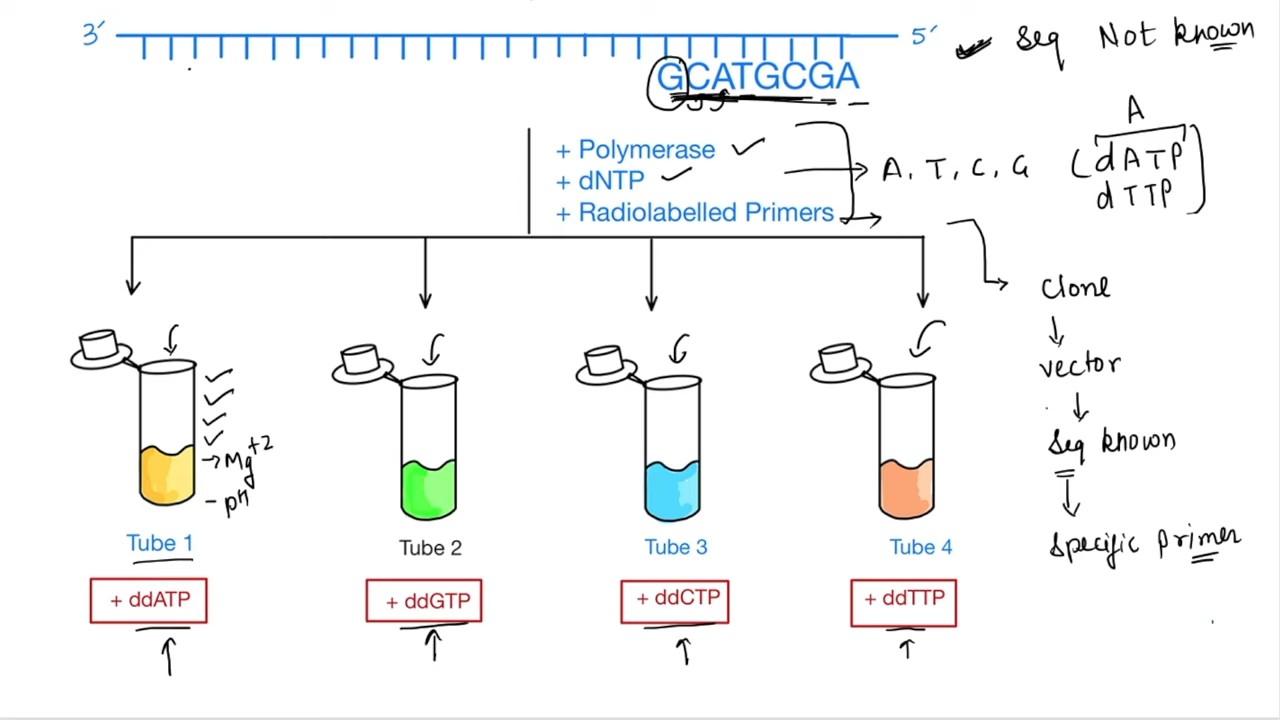 3′ 5′ seq Not known
GCATGCGA
A
+ Polymerase
+ dNTP → A, T, C, G (dATP
dTTP)
+ Radiolabelled Primers
clone
vector
seq known
specific primer
Mg+2
- pH
Tube 1 Tube 2 Tube 3 Tube 4
+ ddATP + ddGTP + ddCTP + ddTTP